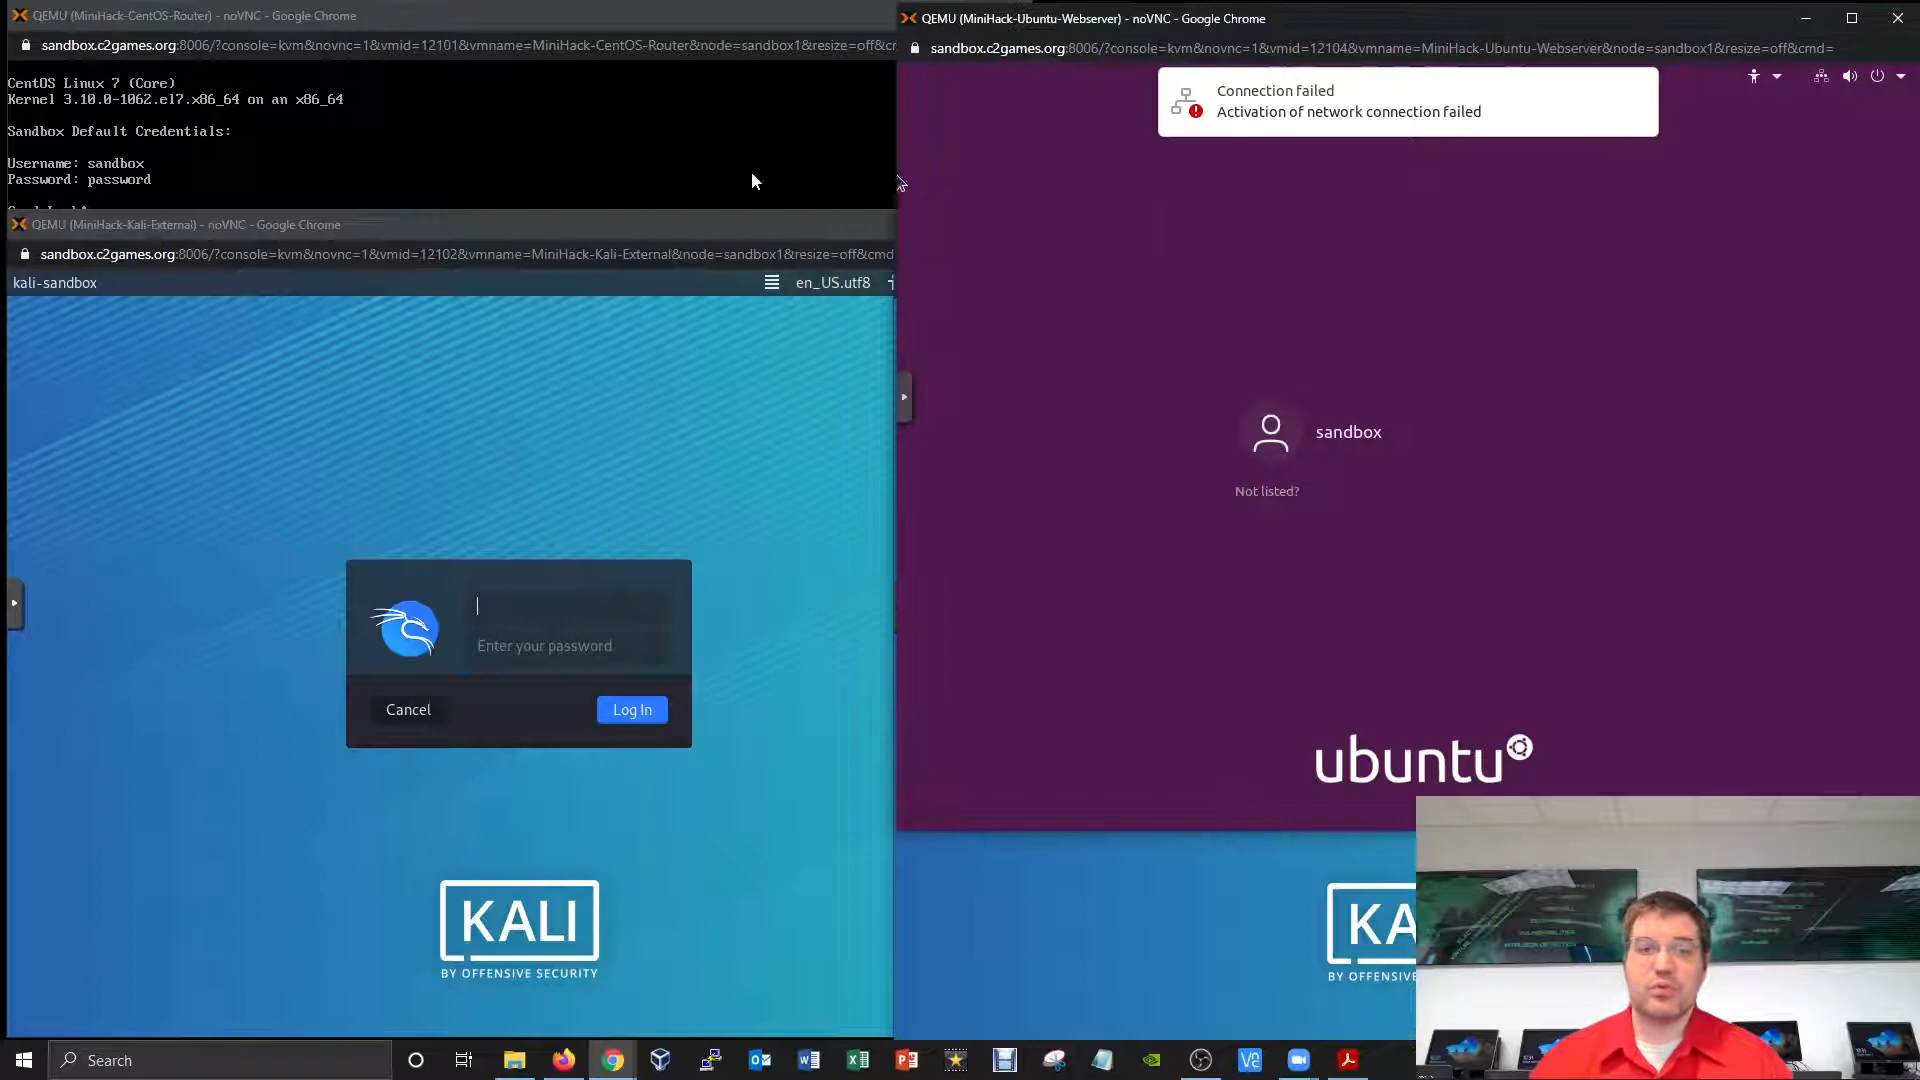 QEMU (MiniHack-CentOS-Router) - noVNC - Google Chrome
sandbox.c2games.org:8006/?console=kvm&novnc=1&vmid=12101&vmname=MiniHack-CentOS-Router&node=sandbox1&resize=off&cr
CentOS Linux 7 (Core)
Kernel 3.10.0-1062.el7.x86_64 on an x86_64
Sandbox Default Credentials:
Username: sandbox
Password: password
QEMU (MiniHack-Kali-External) - noVNC - Google Chrome
sandbox.c2games.org:8006/?console=kvm&novnc=1&vmid=12102&vmname=MiniHack-Kali-External&node=sandbox1&resize=off&cmd
kali-sandbox
en_US.utf8
Enter your password
Cancel
Log In
KALI
BY OFFENSIVE SECURITY
QEMU (MiniHack-Ubuntu-Webserver) - noVNC - Google Chrome
sandbox.c2games.org:8006/?console=kvm&novnc=1&vmid=12104&vmname=MiniHack-Ubuntu-Webserver&node=sandbox1&resize=off&cmd=
Connection failed
Activation of network connection failed
sandbox
Not listed?
ubuntu
KA
BY OFFENSIVE
Search